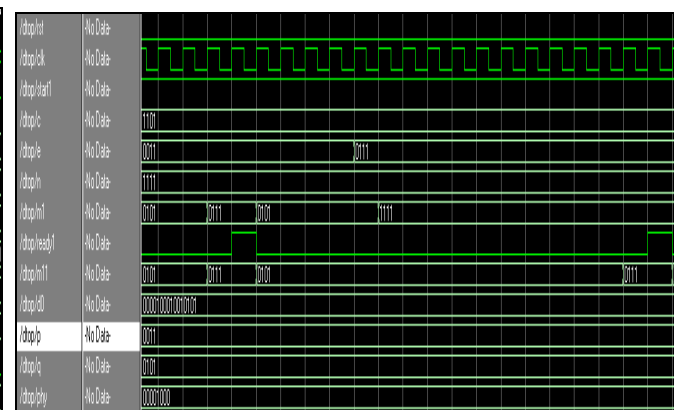 /dtop/rst -No Data-
/dtop/clk -No Data-
/dtop/start1 -No Data-
/dtop/c -No Data- 1101
/dtop/e -No Data- 0011 0111
/dtop/n -No Data- 1111
/dtop/m1 -No Data- 0101 0111 0101 1111
/dtop/ready1 -No Data-
/dtop/m11 -No Data- 0101 0111 0101 0111
/dtop/d0 -No Data-
/dtop/p -No Data- 0011
/dtop/q -No Data- 0101
/dtop/phy -No Data- 00001000